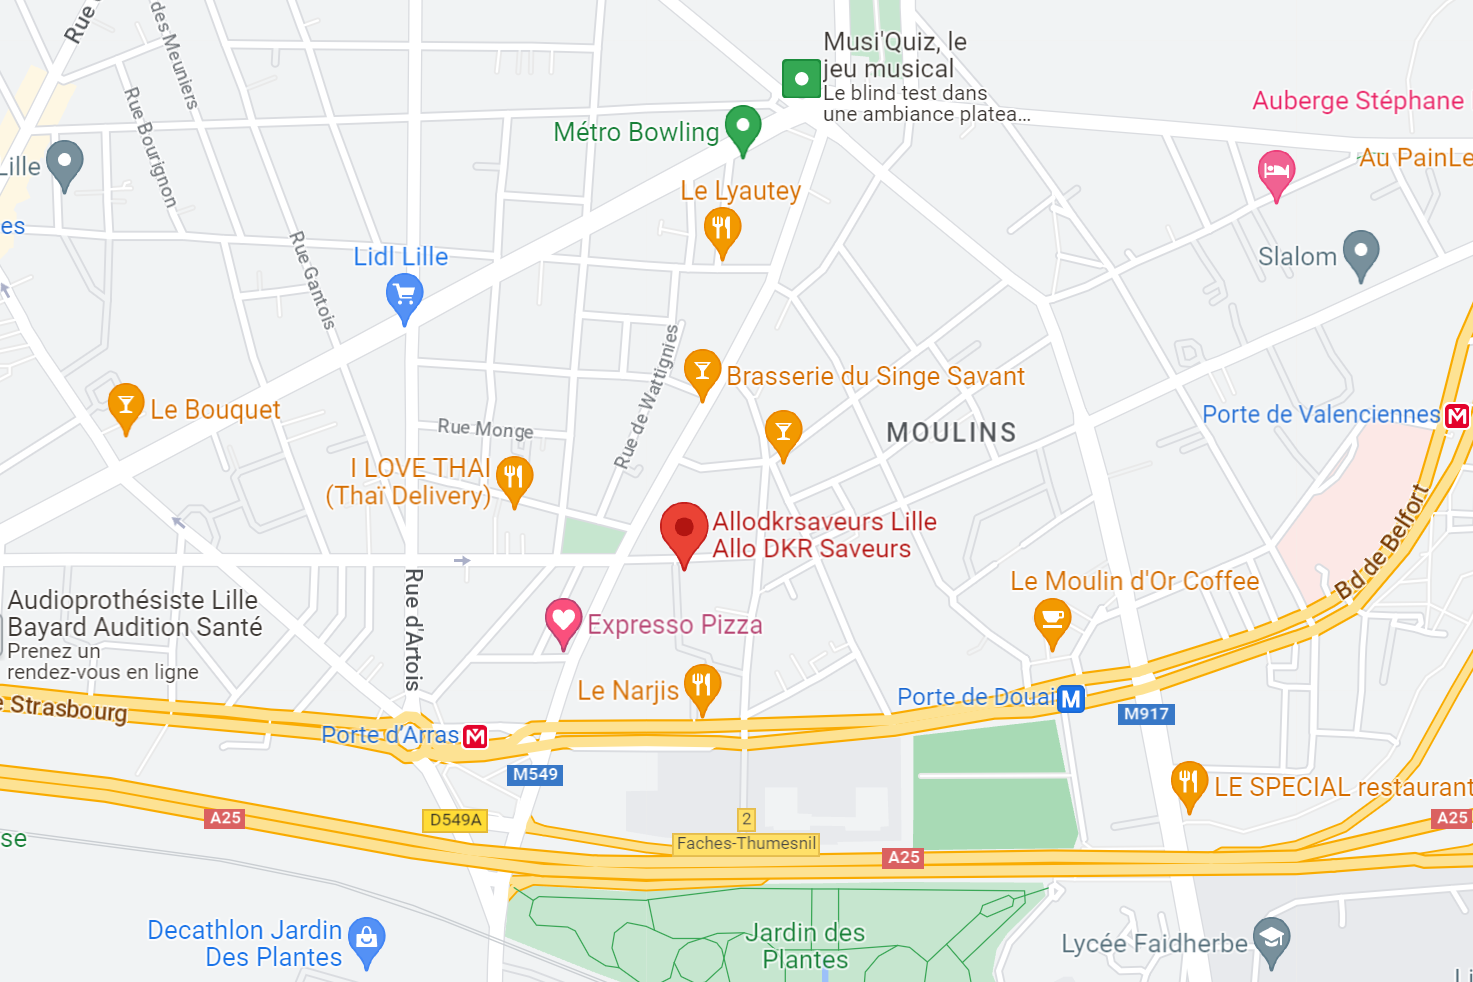 Rue
des Meuniers
Musi'Quiz, le
jeu musical
Le blind test dans
une ambiance platea...
Auberge Stéphane
Métro Bowling
Rue Bourignon
Lille
Au PainLe
Le Lyautey
es
Rue Gantois
Lidl Lille
Slalom
Rue de Wattignies
Brasserie du Singe Savant
Le Bouquet
Porte de Valenciennes
Rue Monge
MOULINS
I LOVE THAI
(Thaï Delivery)
Allodkrsaveurs Lille
Allo DKR Saveurs
Bd de Belfort
Rue d'Artois
Le Moulin d'Or Coffee
Audioprothésiste Lille
Bayard Audition Santé
Prenez un
rendez-vous en ligne
Expresso Pizza
Le Narjis
Porte de Douai
M
e Strasbourg
Porte d'Arras
M917
M549
LE SPECIAL restaurant
A25
D549A
2
A25
Faches-Thumesnil
A25
se
Decathlon Jardin
Des Plantes
Jardin des
Plantes
Lycée Faidherbe
Li